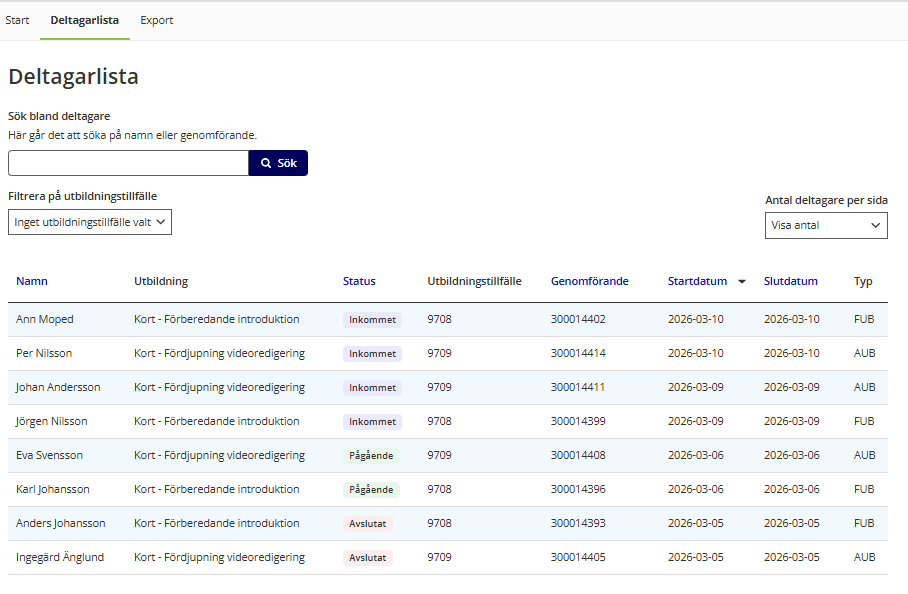 Start Deltagarlista Export
Deltagarlista
Sök bland deltagare
Här går det att söka på namn eller genomförande.
Sök
Filtrera på utbildningstillfälle
Inget utbildningstillfälle valt
Antal deltagare per sida
Visa antal
Namn Utbildning Status Utbildningstillfälle Genomförande Startdatum Slutdatum Typ
Ann Moped Kort - Förberedande introduktion Inkommet 9708 300014402 2026-03-10 2026-03-10 FUB
Per Nilsson Kort - Fördjupning videoredigering Inkommet 9709 300014414 2026-03-10 2026-03-10 AUB
Johan Andersson Kort - Fördjupning videoredigering Inkommet 9709 300014411 2026-03-09 2026-03-09 AUB
Jörgen Nilsson Kort - Förberedande introduktion Inkommet 9708 300014399 2026-03-09 2026-03-09 FUB
Eva Svensson Kort - Fördjupning videoredigering Pågående 9709 300014408 2026-03-06 2026-03-06 AUB
Karl Johansson Kort - Förberedande introduktion Pågående 9708 300014396 2026-03-06 2026-03-06 FUB
Anders Johansson Kort - Förberedande introduktion Avslutat 9708 300014393 2026-03-05 2026-03-05 FUB
Ingegärd Änglund Kort - Fördjupning videoredigering Avslutat 9709 300014405 2026-03-05 2026-03-05 AUB